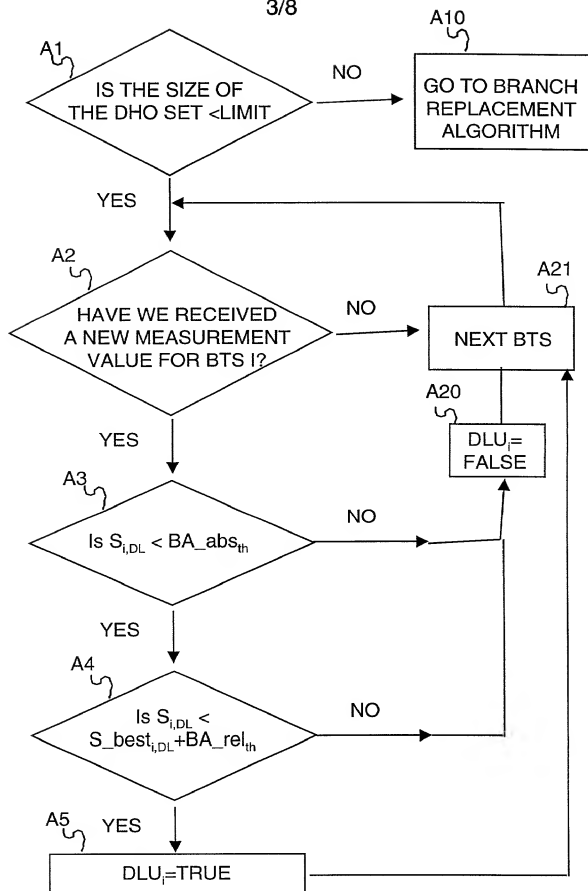 3/8
A1
IS THE SIZE OF
THE DHO SET <LIMIT
NO
A10
GO TO BRANCH
REPLACEMENT
ALGORITHM
YES
A2
HAVE WE RECEIVED
A NEW MEASUREMENT
VALUE FOR BTS I?
NO
A21
NEXT BTS
A20
DLUi=
FALSE
YES
A3
Is Si,DL < BA_absth
NO
YES
A4
Is Si,DL <
S_besti,DL+BA_relth
NO
YES
A5
DLUi=TRUE